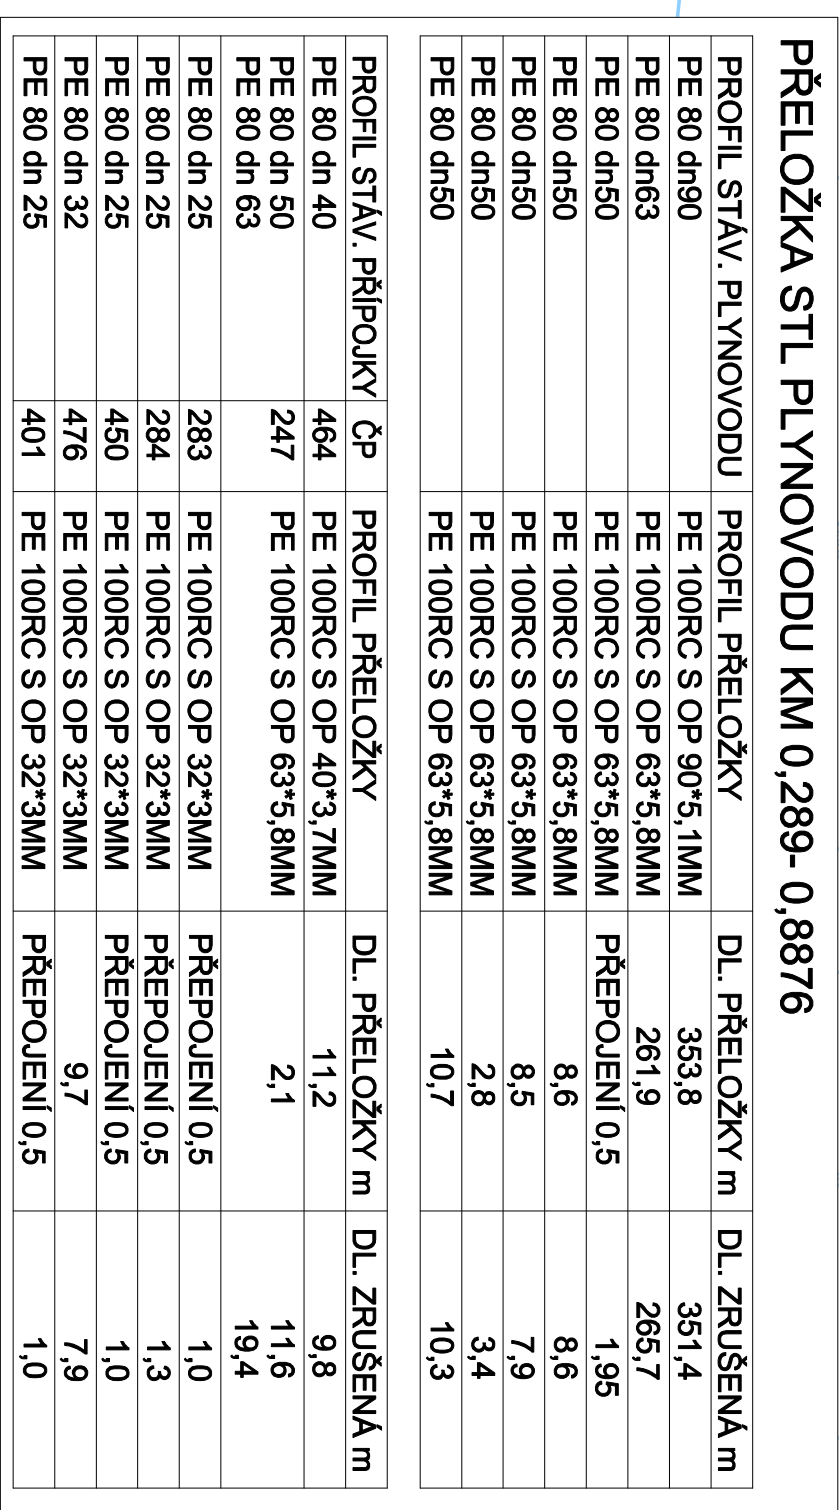 PŘELOŽKA STL PLYNOVODU KM 0,289- 0,8876
PROFIL STÁV. PLYNOVODU PROFIL PŘELOŽKY DL. PŘELOŽKY m DL. ZRUŠENÁ m
PE 80 dn90 PE 100RC S OP 90*5,1MM 353,8 351,4
PE 80 dn63 PE 100RC S OP 63*5,8MM 261,9 265,7
PE 80 dn50 PE 100RC S OP 63*5,8MM PŘEPOJENÍ 0,5 1,95
PE 80 dn50 PE 100RC S OP 63*5,8MM 8,6 8,6
PE 80 dn50 PE 100RC S OP 63*5,8MM 8,5 7,9
PE 80 dn50 PE 100RC S OP 63*5,8MM 2,8 3,4
PE 80 dn50 PE 100RC S OP 63*5,8MM 10,7 10,3
PROFIL STÁV. PŘÍPOJKY ČP PROFIL PŘELOŽKY DL. PŘELOŽKY m DL. ZRUŠENÁ m
PE 80 dn 40 464 PE 100RC S OP 40*3,7MM 11,2 9,8
PE 80 dn 50 247 PE 100RC S OP 63*5,8MM 2,1 11,6
PE 80 dn 63 19,4
PE 80 dn 25 283 PE 100RC S OP 32*3MM PŘEPOJENÍ 0,5 1,0
PE 80 dn 25 284 PE 100RC S OP 32*3MM PŘEPOJENÍ 0,5 1,3
PE 80 dn 25 450 PE 100RC S OP 32*3MM PŘEPOJENÍ 0,5 1,0
PE 80 dn 32 476 PE 100RC S OP 32*3MM 9,7 7,9
PE 80 dn 25 401 PE 100RC S OP 32*3MM PŘEPOJENÍ 0,5 1,0